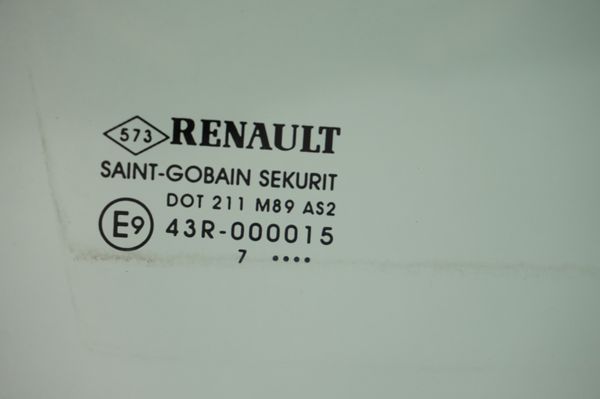 573 RENAULT
SAINT-GOBAIN SEKURIT
DOT 211 M89 AS2
E9 43R-000015
7 ••••